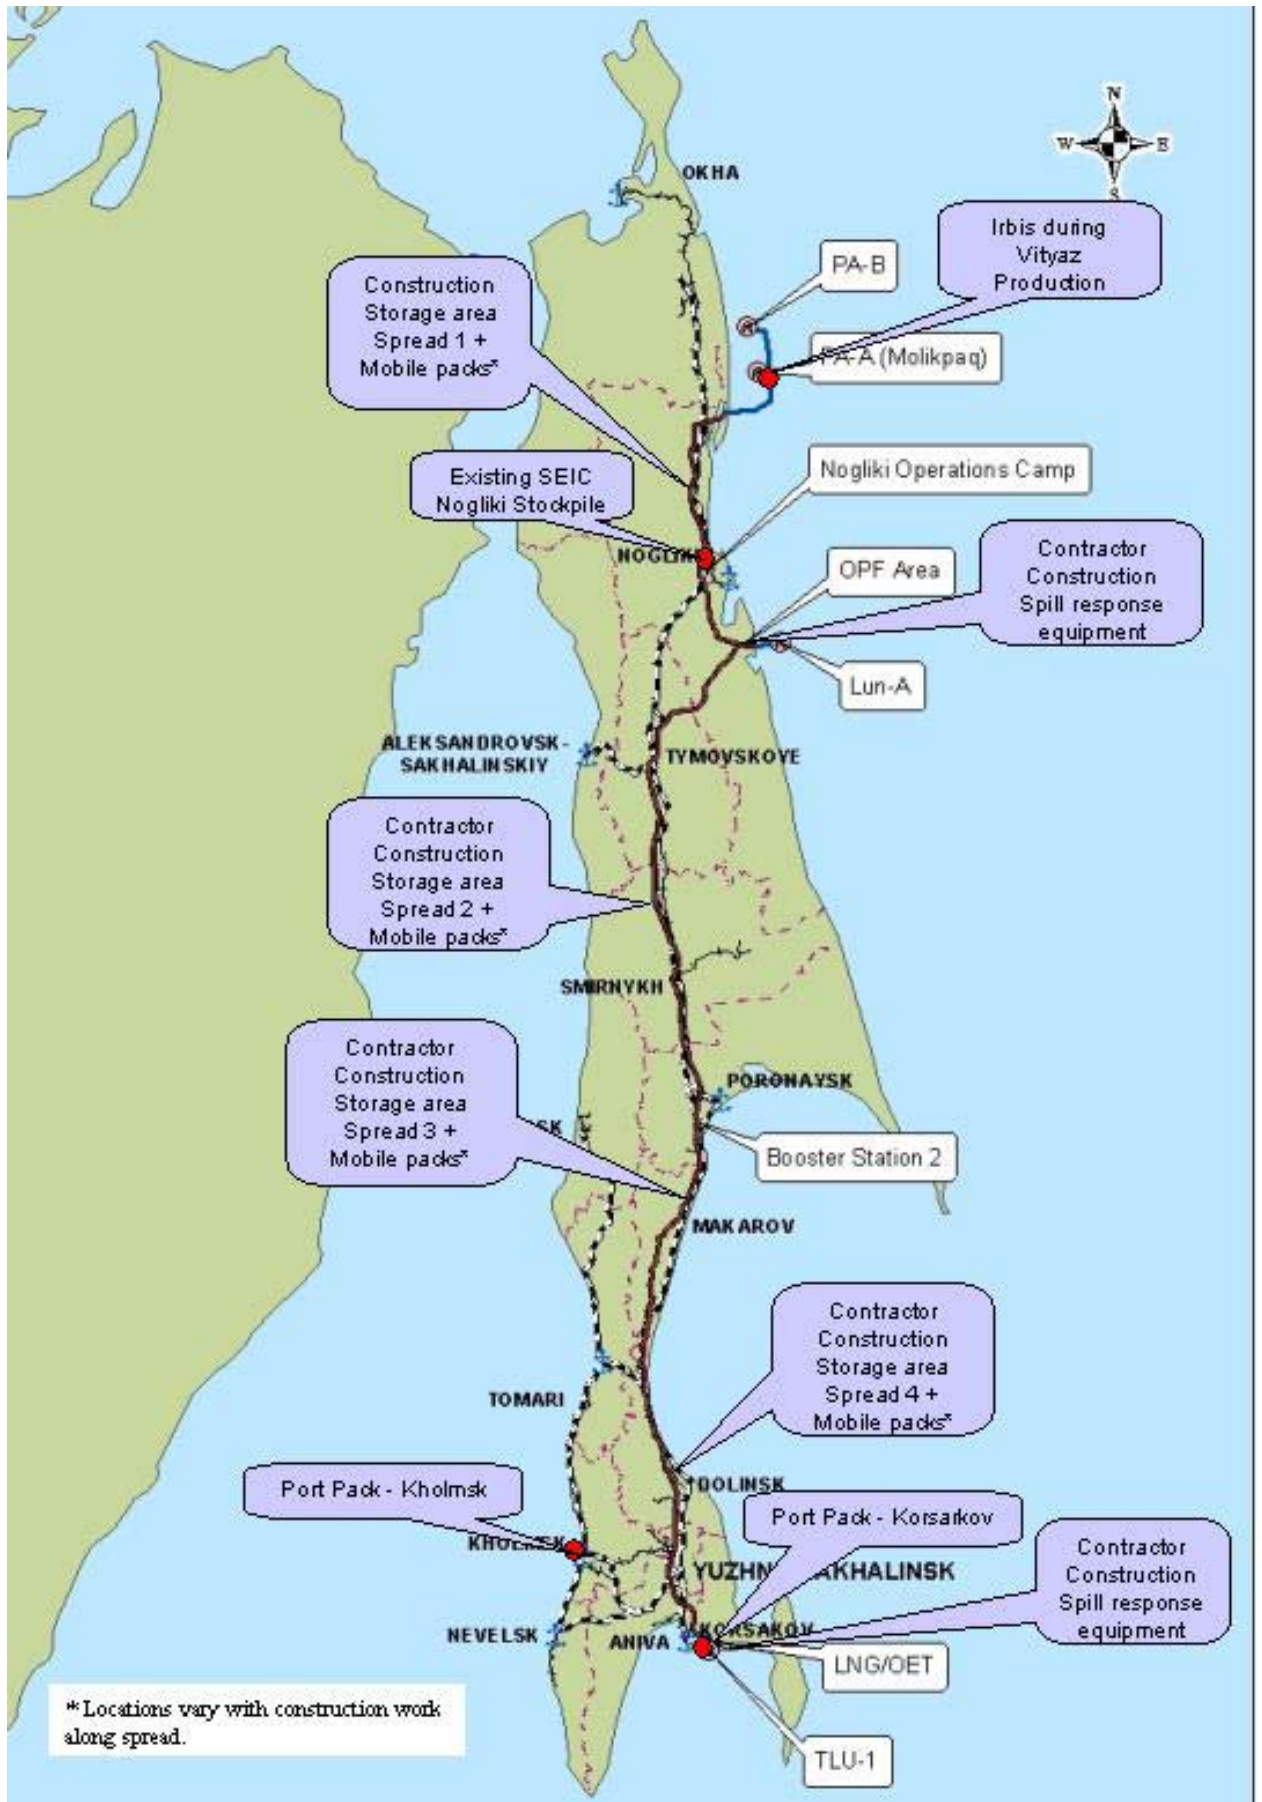 N
W
E
S
OKHA
Irbis during
Vityaz
Production
PA-B
Construction
Storage area
Spread 1 +
Mobile packs*
PA-A (Molikpaq)
Nogliki Operations Camp
Existing SEIC
Nogliki Stockpile
OPF Area
Contractor
Construction
Spill response
equipment
Lun-A
ALEKSANDROVSK-
SAKHALINSKIY
TYMOVSKOYE
Contractor
Construction
Storage area
Spread 2 +
Mobile packs*
SMIRNYKH
Contractor
Construction
Storage area
Spread 3 +
Mobile packs*
PORONAYSK
SK
Booster Station 2
MAKAROV
Contractor
Construction
Storage area
Spread 4 +
Mobile packs*
TOMARI
DOLINSK
Port Pack - Kholmsk
Port Pack - Korsarkov
Contractor
Construction
Spill response
equipment
NEVELSK
ANIVA
KORSAKOV
LNG/OET
TLU-1
* Locations vary with construction work
along spread.